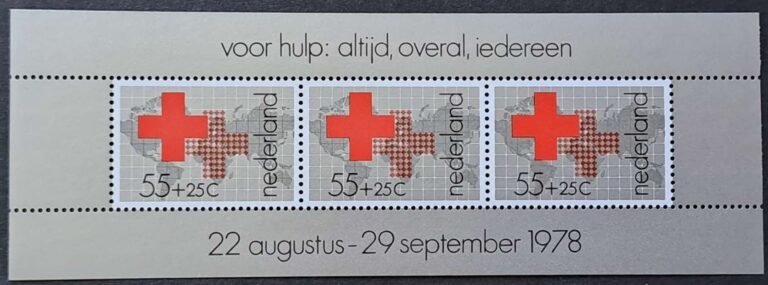 voor hulp: altijd, overal, iedereen
55+25C nederland
55+25C nederland
55+25C nederland
22 augustus-29 september 1978